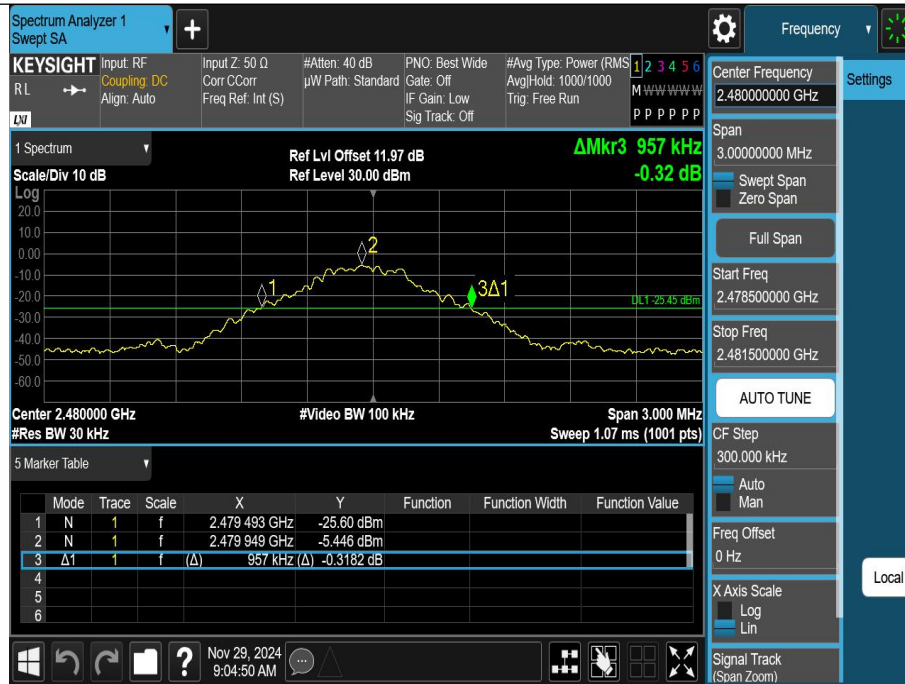 Spectrum Analyzer 1
Swept SA
+
Frequency
KEYSIGHT
RL
LXI
Input: RF
Coupling: DC
Align: Auto
Input Z: 50 Ω
Corr CCorr
Freq Ref: Int (S)
#Atten: 40 dB
µW Path: Standard
PNO: Best Wide
Gate: Off
IF Gain: Low
Sig Track: Off
#Avg Type: Power (RMS
Avg|Hold: 1000/1000
Trig: Free Run
1 2 3 4 5 6
M W W W W W
P P P P P P
1 Spectrum
Scale/Div 10 dB
Ref Lvl Offset 11.97 dB
Ref Level 30.00 dBm
ΔMkr3 957 kHz
-0.32 dB
Log
20.0
10.0
0.00
-10.0
-20.0
-30.0
-40.0
-50.0
-60.0
2
1
3Δ1
DL1 -25.45 dBm
Center 2.480000 GHz
#Video BW 100 kHz
Span 3.000 MHz
#Res BW 30 kHz
Sweep 1.07 ms (1001 pts)
5 Marker Table
Mode Trace Scale X Y Function Function Width Function Value
1 N 1 f 2.479 493 GHz -25.60 dBm
2 N 1 f 2.479 949 GHz -5.446 dBm
3 Δ1 1 f (Δ) 957 kHz (Δ) -0.3182 dB
4
5
6
?
Nov 29, 2024
9:04:50 AM
Center Frequency
2.480000000 GHz
Span
3.00000000 MHz
Swept Span
Zero Span
Full Span
Start Freq
2.478500000 GHz
Stop Freq
2.481500000 GHz
AUTO TUNE
CF Step
300.000 kHz
Auto
Man
Freq Offset
0 Hz
X Axis Scale
Log
Lin
Signal Track
(Span Zoom)
Settings
Local